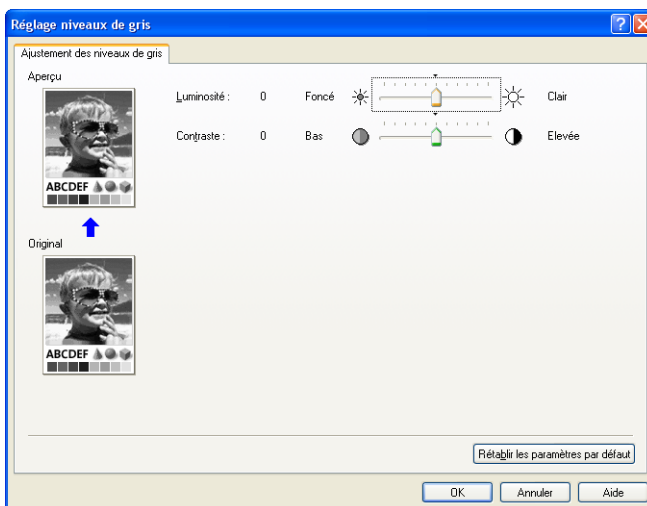 Réglage niveaux de gris
Ajustement des niveaux de gris
Aperçu
ABCDEF
Luminosité : 0 Foncé Clair
Contraste : 0 Bas Elevée
Original
ABCDEF
Rétablir les paramètres par défaut
OK Annuler Aide